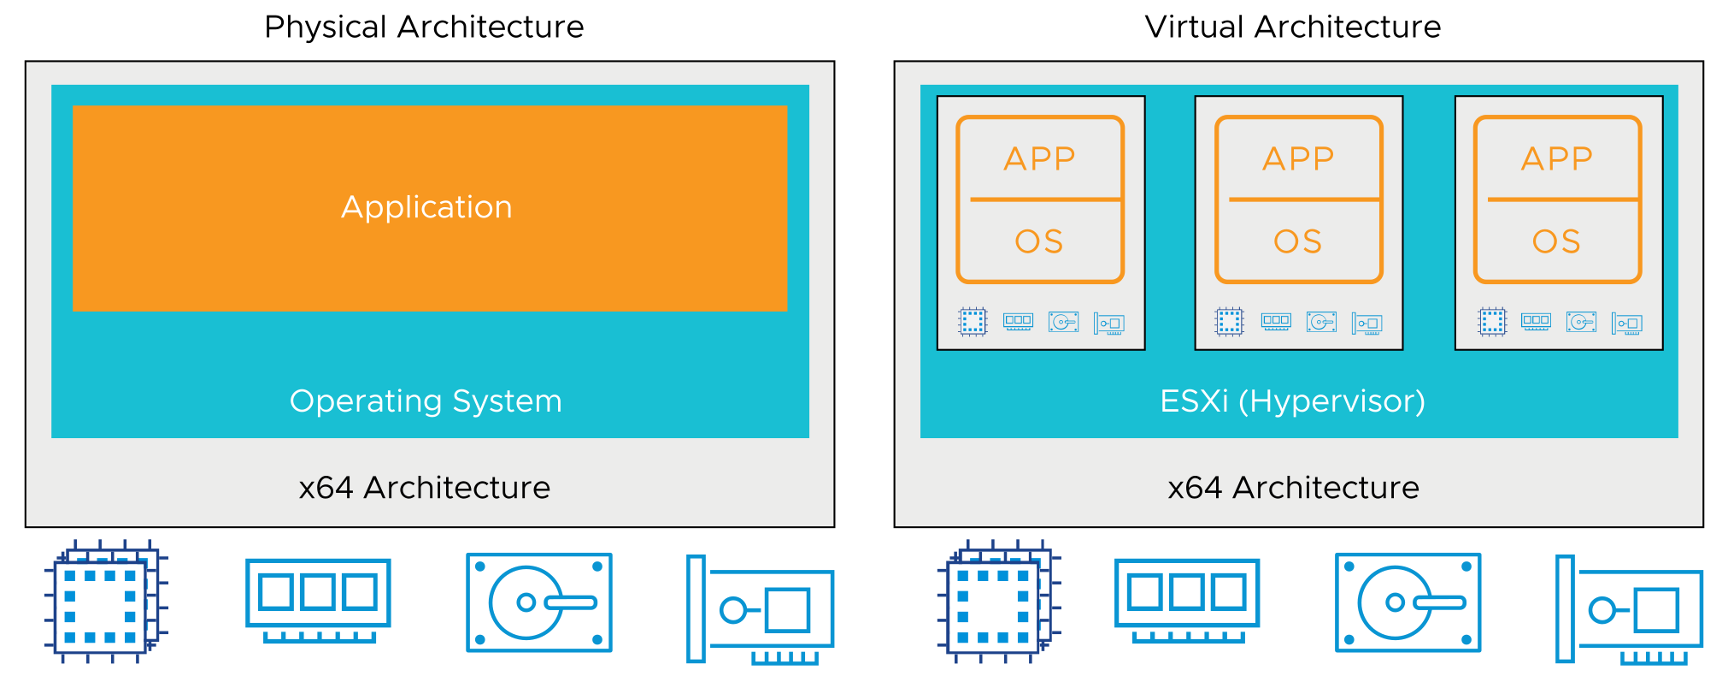 Physical Architecture
Application
Operating System
x64 Architecture
Virtual Architecture
APP
OS
APP
OS
APP
OS
ESXi (Hypervisor)
x64 Architecture